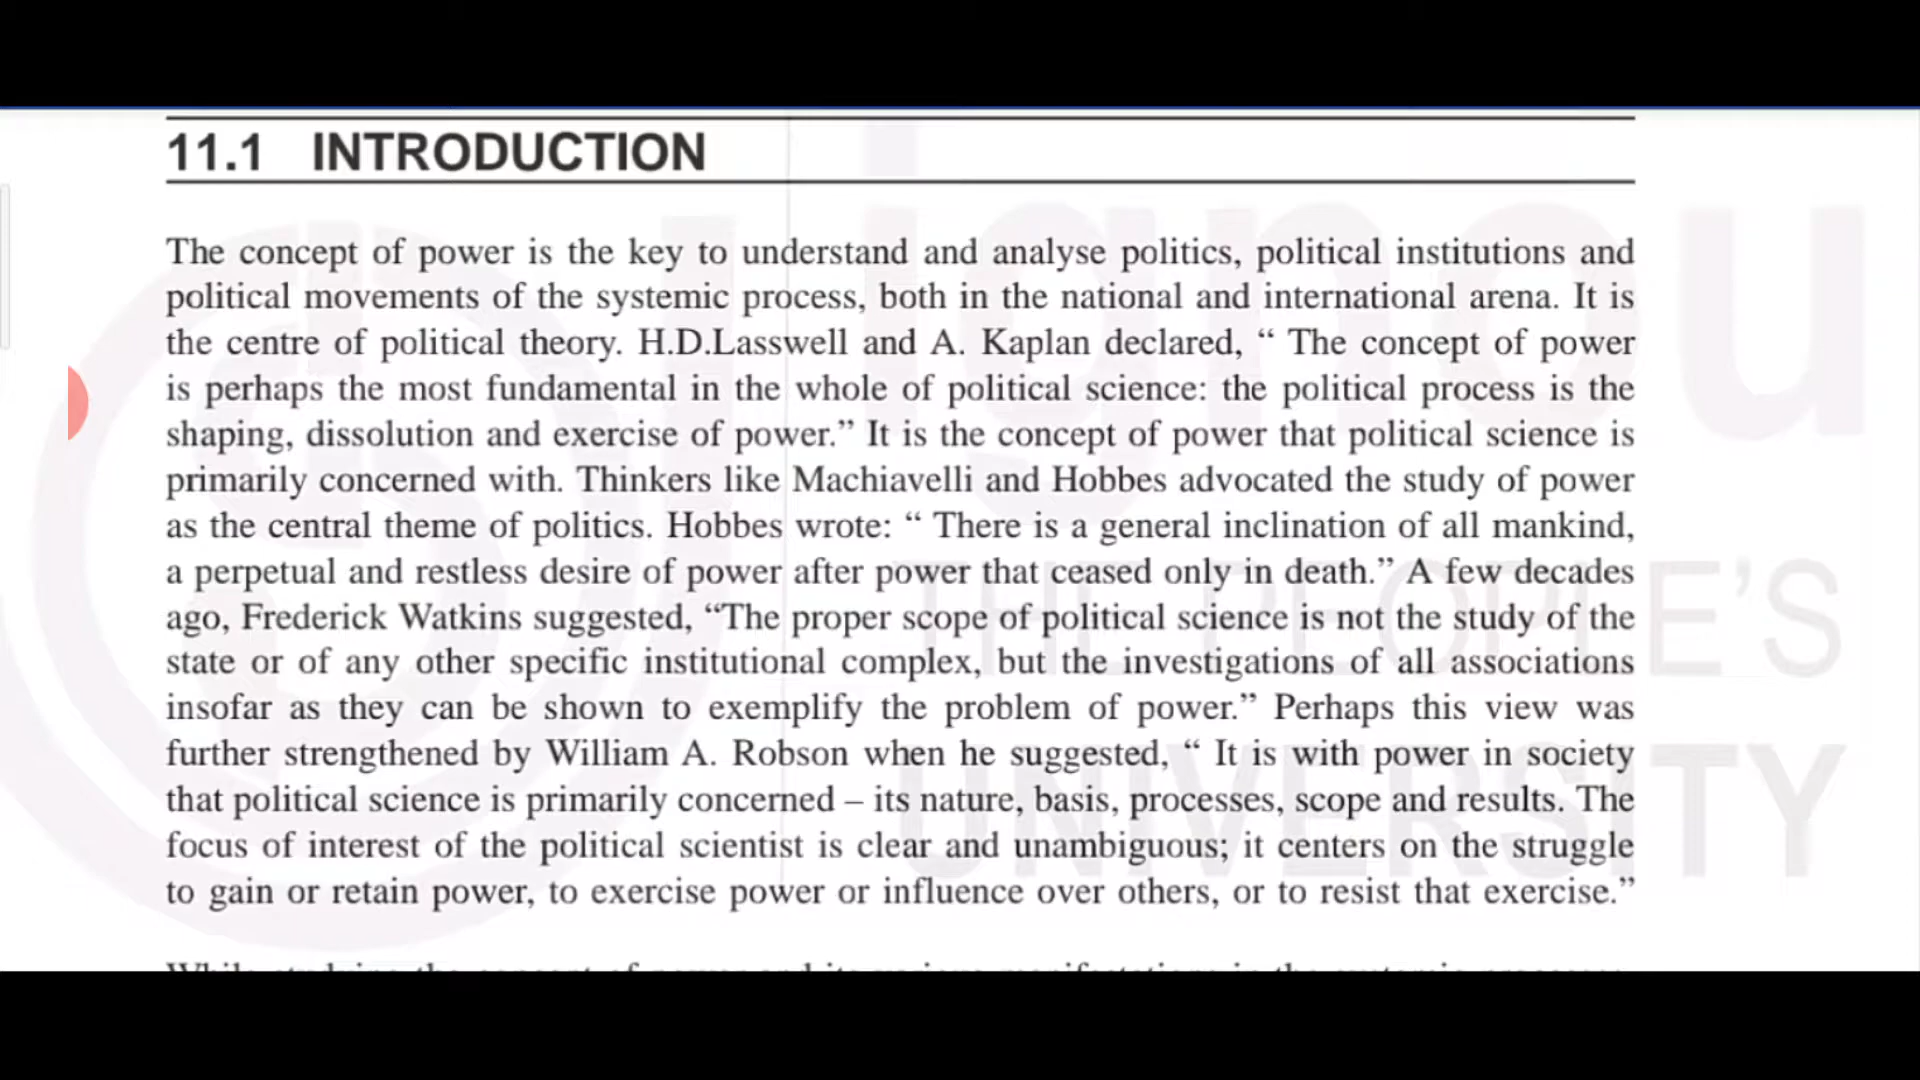 11.1 INTRODUCTION
The concept of power is the key to understand and analyse politics, political institutions and
political movements of the systemic process, both in the national and international arena. It is
the centre of political theory. H.D.Lasswell and A. Kaplan declared, “ The concept of power
is perhaps the most fundamental in the whole of political science: the political process is the
shaping, dissolution and exercise of power.” It is the concept of power that political science is
primarily concerned with. Thinkers like Machiavelli and Hobbes advocated the study of power
as the central theme of politics. Hobbes wrote: “ There is a general inclination of all mankind,
a perpetual and restless desire of power after power that ceased only in death.” A few decades
ago, Frederick Watkins suggested, “The proper scope of political science is not the study of the
state or of any other specific institutional complex, but the investigations of all associations
insofar as they can be shown to exemplify the problem of power.” Perhaps this view was
further strengthened by William A. Robson when he suggested, “ It is with power in society
that political science is primarily concerned – its nature, basis, processes, scope and results. The
focus of interest of the political scientist is clear and unambiguous; it centers on the struggle
to gain or retain power, to exercise power or influence over others, or to resist that exercise.”
ignou
THE PEOPLE’S
UNIVERSITY